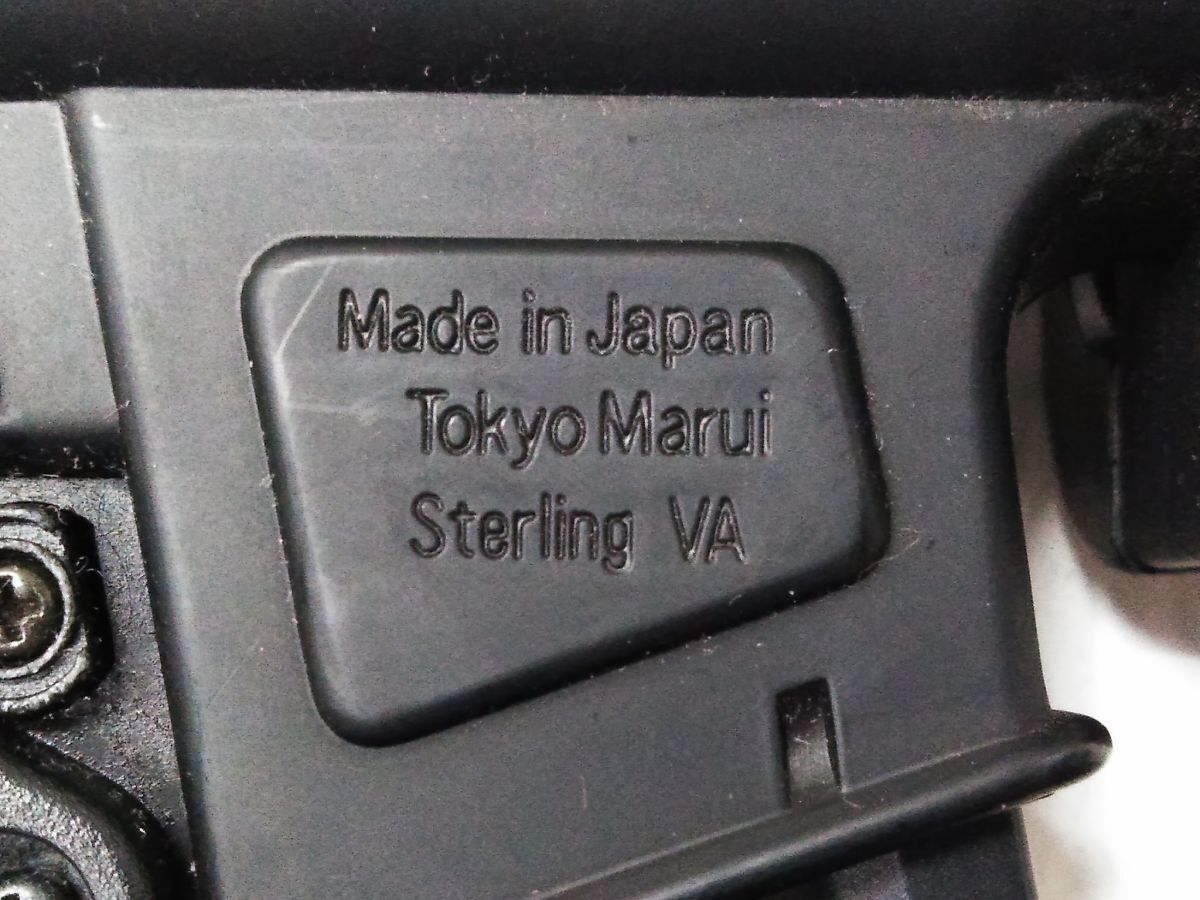 Made in Japan
Tokyo Marui
Sterling VA